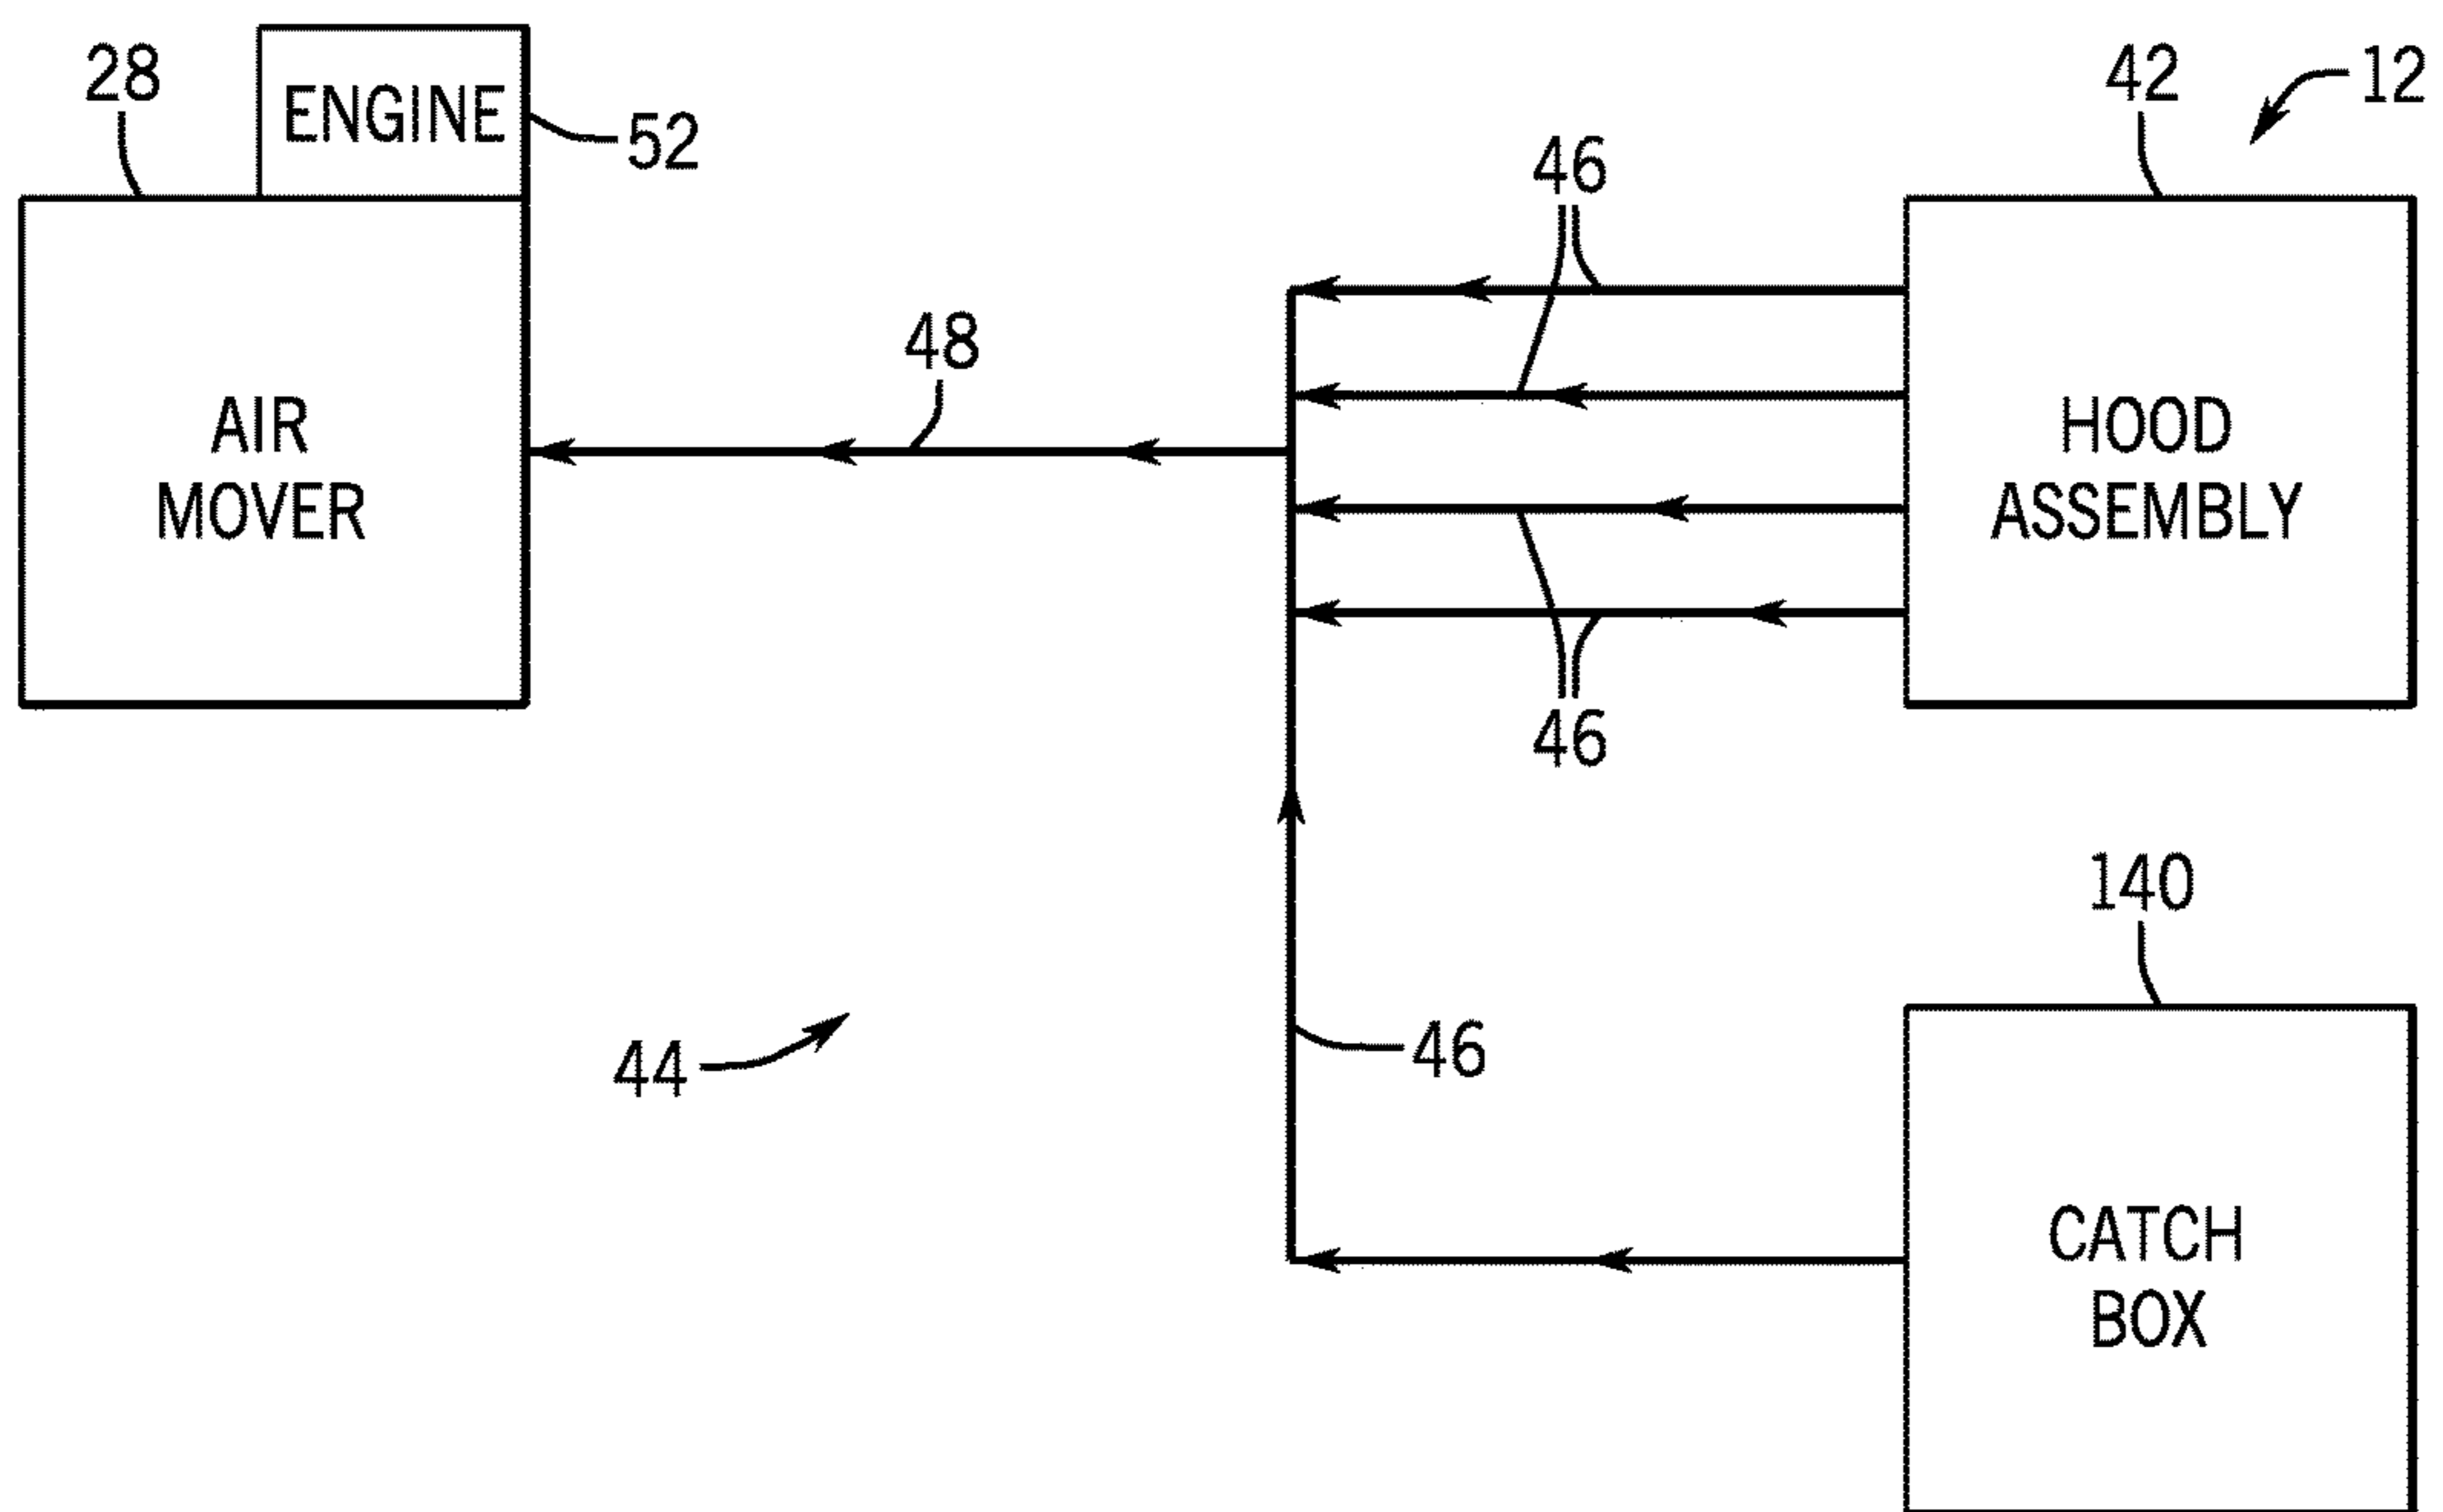 28
ENGINE
52
46
42
12
48
AIR
MOVER
HOOD
ASSEMBLY
46
140
44
46
CATCH
BOX